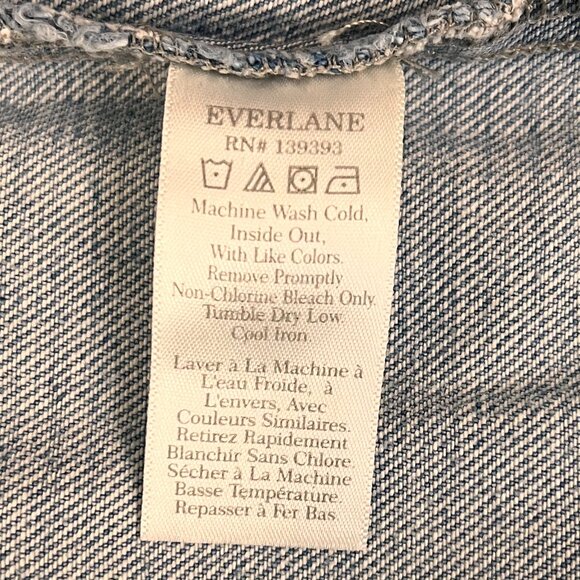 EVERLANE
RN# 139393
Machine Wash Cold,
Inside Out,
With Like Colors.
Remove Promptly
Non-Chlorine Bleach Only.
Tumble Dry Low.
Cool Iron.
Laver à La Machine à
L'eau Froide, à
L'envers, Avec
Couleurs Similaires.
Retirez Rapidement
Blanchir Sans Chlore.
Sécher à La Machine
Basse Température.
Repasser à Fer Bas